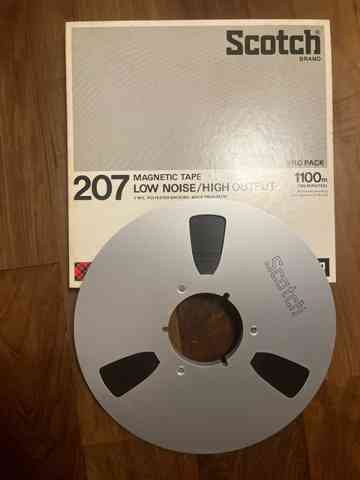 Scotch®
BRAND
PRO PACK
207
MAGNETIC TAPE
LOW NOISE/HIGH OUTPUT
1100m
Scotch